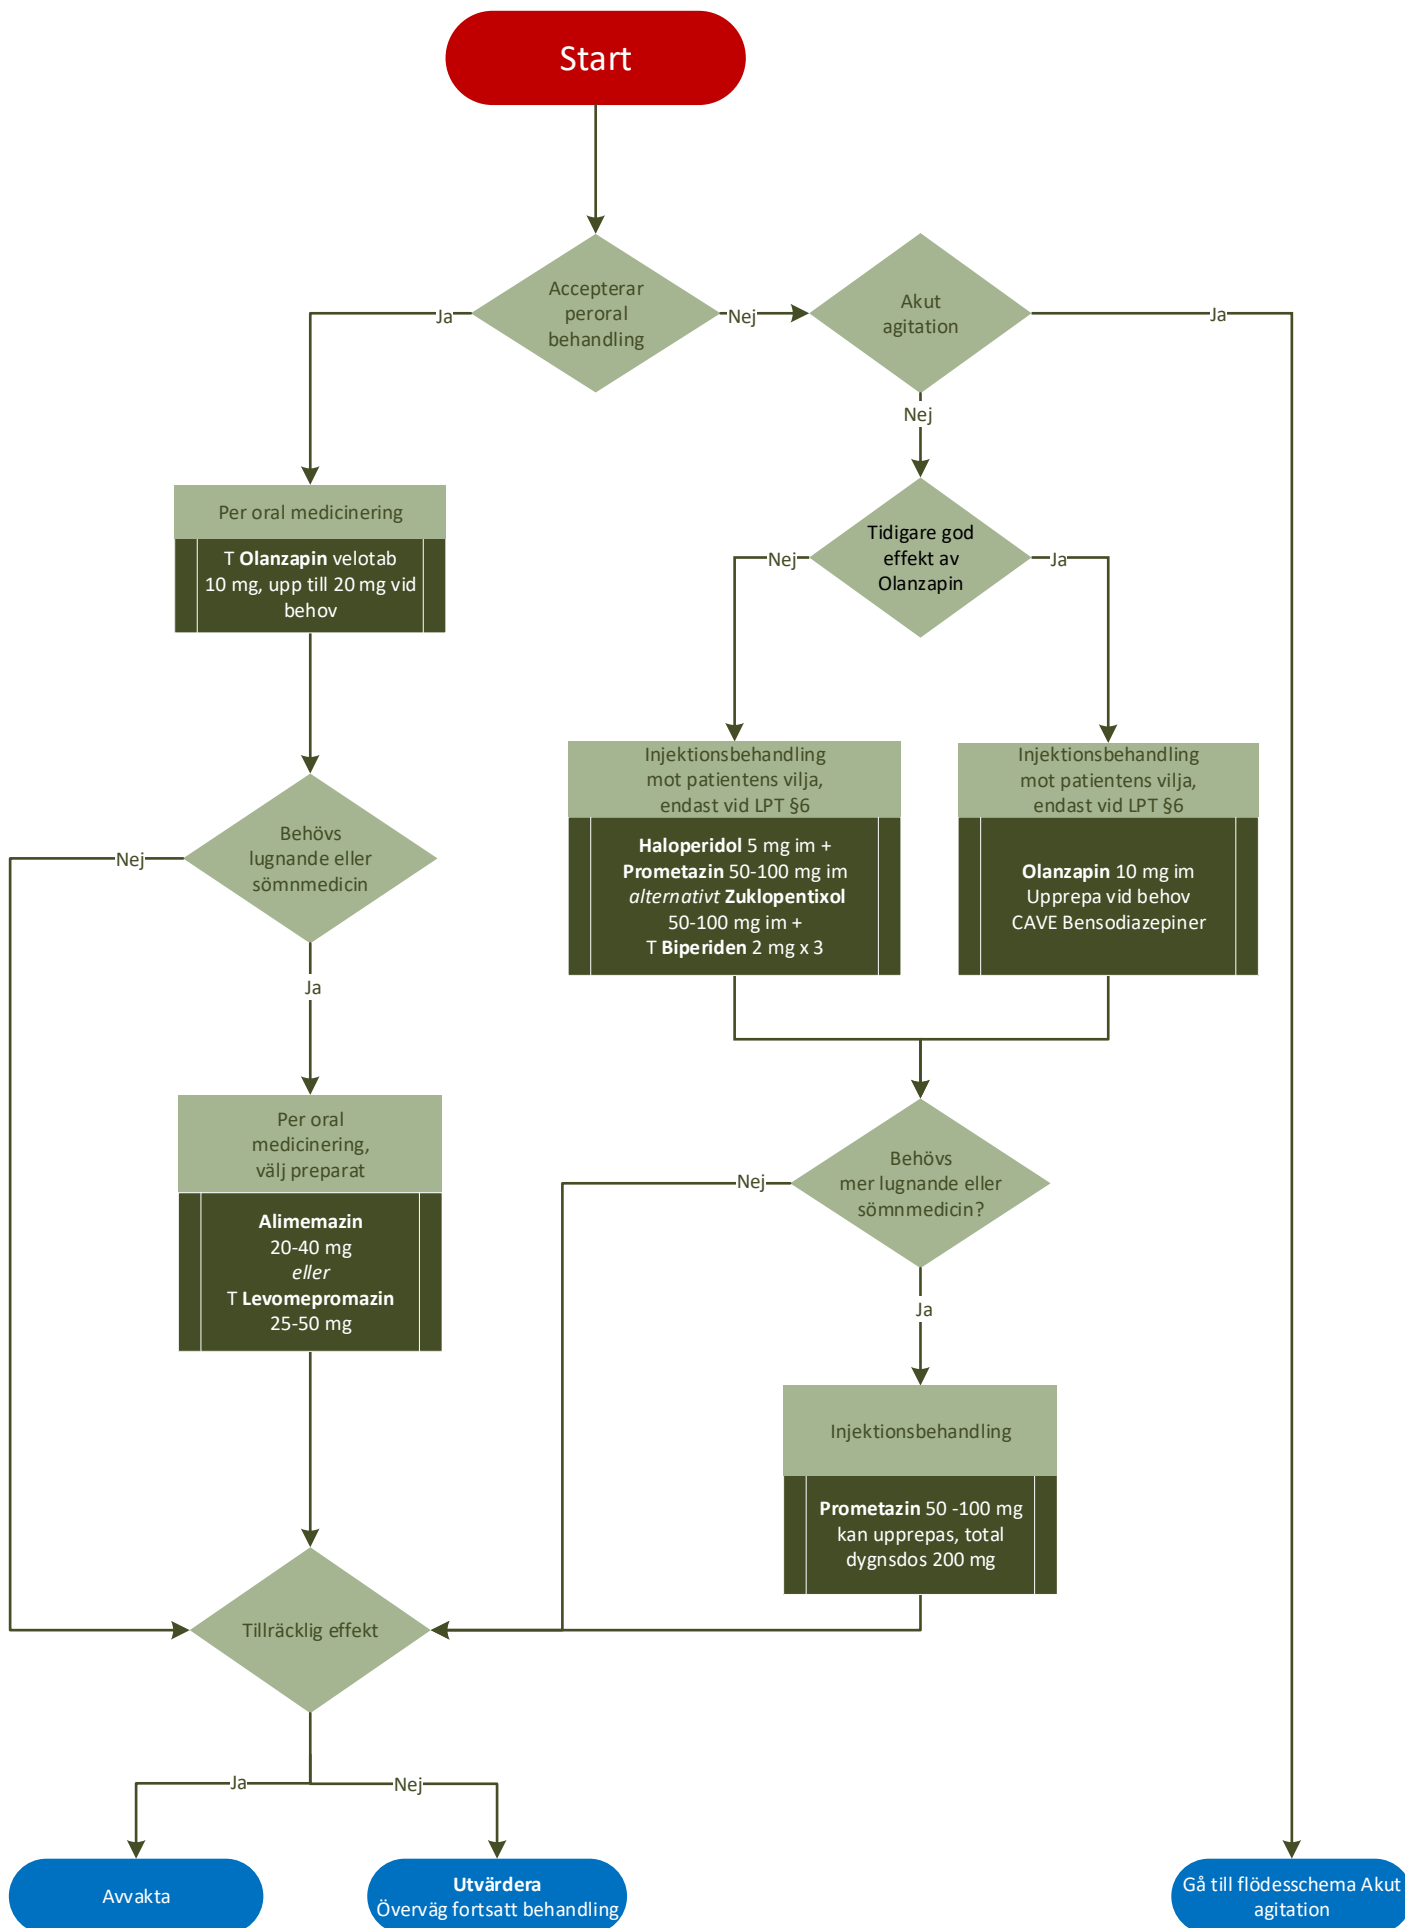 Start
Accepterar
peroral
behandling
Ja
Nej
Akut
agitation
Ja
Nej
Per oral medicinering
T Olanzapin velotab
10 mg, upp till 20 mg vid
behov
Tidigare god
effekt av
Olanzapin
Nej
Ja
Injektionsbehandling
mot patientens vilja,
endast vid LPT §6
Haloperidol 5 mg im +
Prometazin 50-100 mg im
alternativt Zuklopentixol
50-100 mg im +
T Biperiden 2 mg x 3
Injektionsbehandling
mot patientens vilja,
endast vid LPT §6
Olanzapin 10 mg im
Upprepa vid behov
CAVE Bensodiazepiner
Behövs
lugnande eller
sömnmedicin
Nej
Ja
Per oral
medicinering,
välj preparat
Alimemazin
20-40 mg
eller
T Levomepromazin
25-50 mg
Behövs
mer lugnande eller
sömnmedicin?
Nej
Ja
Injektionsbehandling
Prometazin 50 -100 mg
kan upprepas, total
dygnsdos 200 mg
Tillräcklig effekt
Ja
Nej
Avvakta
Utvärdera
Överväg fortsatt behandling
Gå till flödesschema Akut
agitation